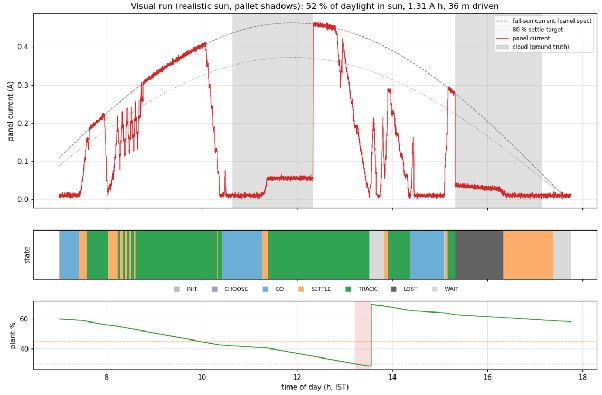 Visual run (realistic sun, pallet shadows): 52 % of daylight in sun, 1.31 A h, 36 m driven
full-sun current (panel spec)
80 % settle target
panel current
cloud (ground truth)
panel current (A)
0.4
0.3
0.2
0.1
0.0
state
INIT CHOOSE GO SETTLE TRACK LOST WAIT
plant %
60
40
8 10 12 14 16 18
time of day (h, IST)